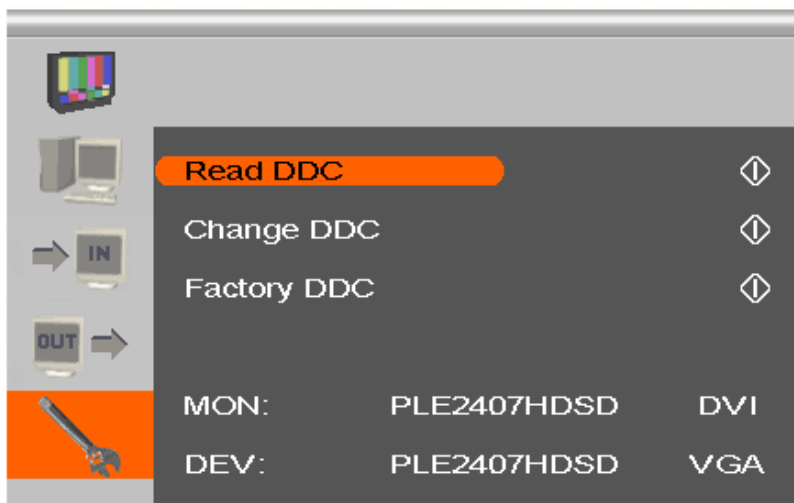 Read DDC
Change DDC
IN
Factory DDC
OUT
MON: PLE2407HDSD DVI
DEV: PLE2407HDSD VGA